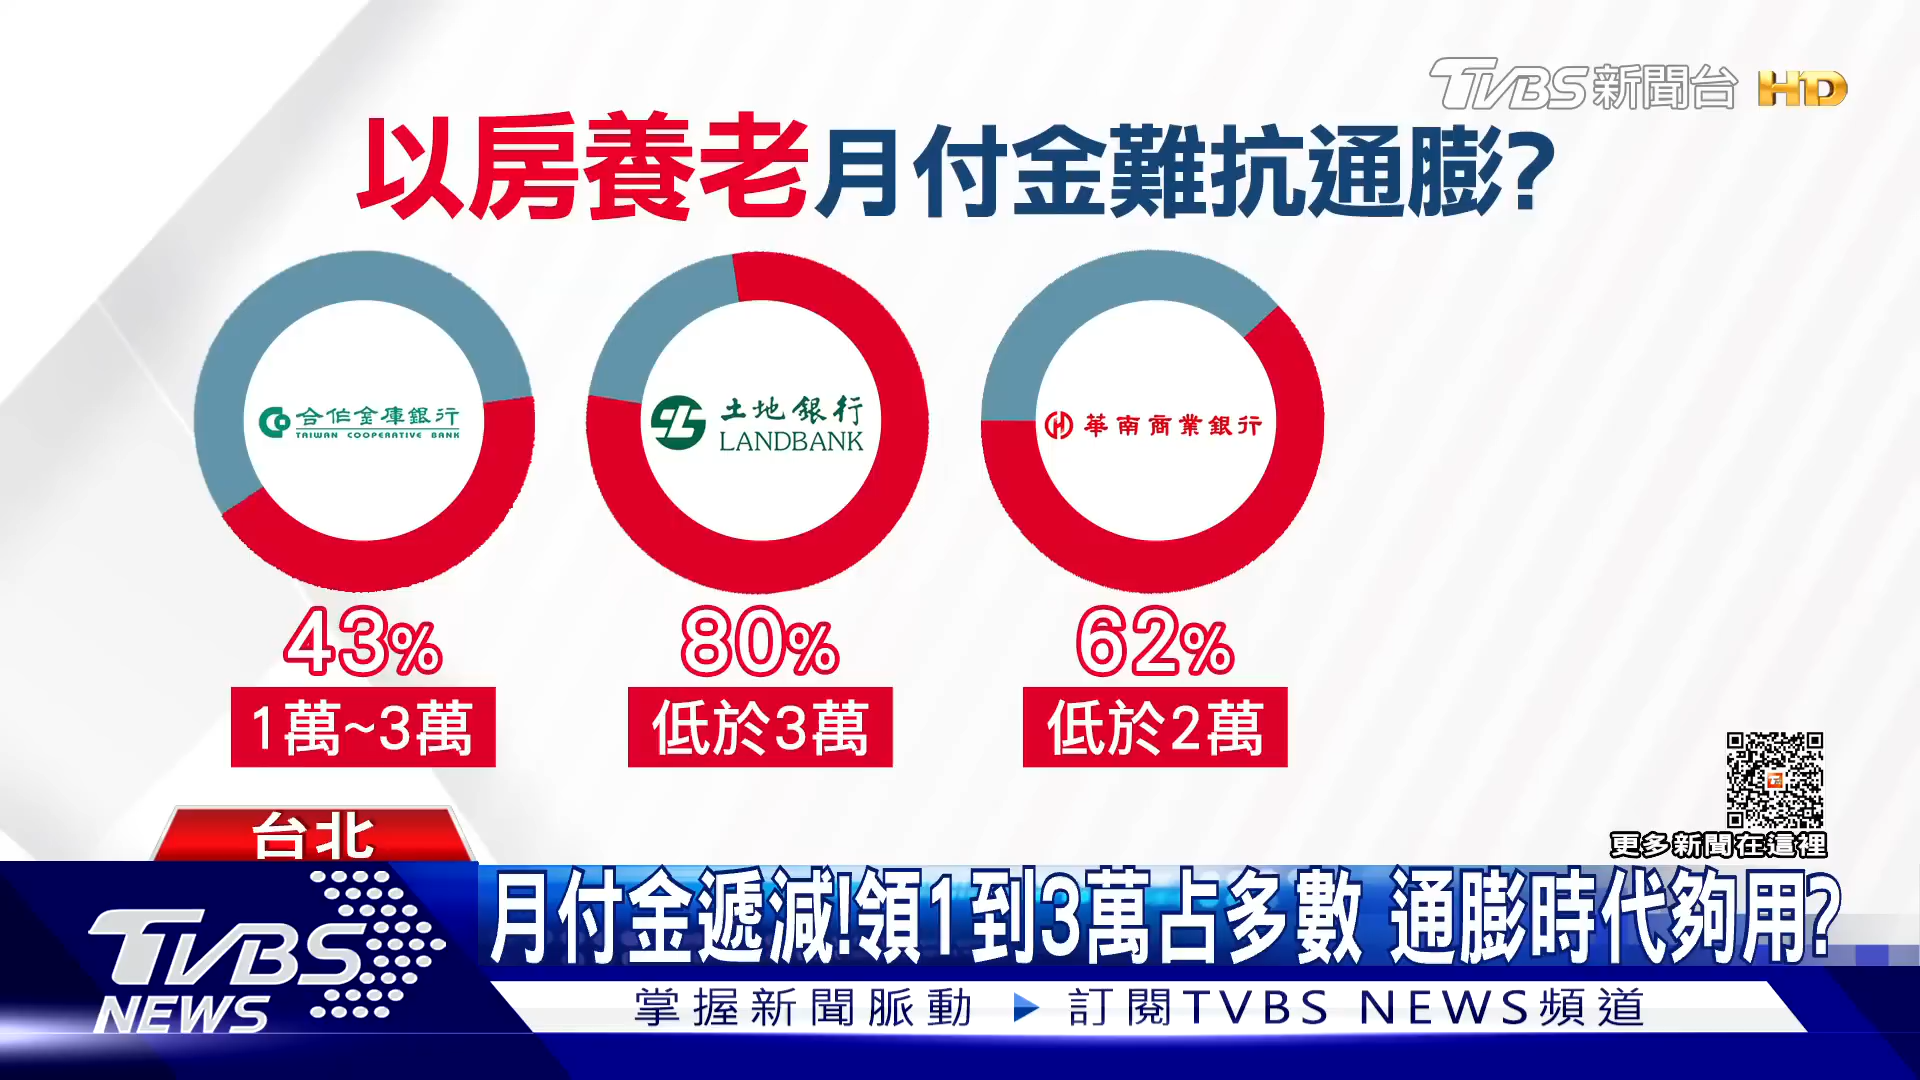 TVBS新聞台 HD
以房養老月付金難抗通膨?
合作金庫銀行
TAIWAN COOPERATIVE BANK
土地銀行
LANDBANK
華南商業銀行
43%
80%
62%
1萬~3萬
低於3萬
低於2萬
更多新聞在這裡
台北
月付金遞減!領1到3萬占多數 通膨時代夠用?
TVBS
NEWS
掌握新聞脈動 ▶ 訂閱TVBS NEWS頻道